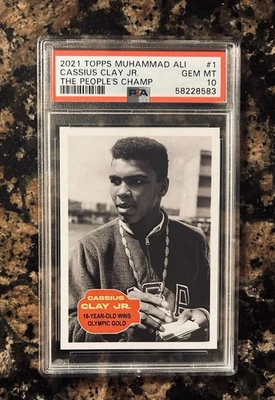 2021 TOPPS MUHAMMAD ALI #1
CASSIUS CLAY JR. GEM MT
THE PEOPLE'S CHAMP 10
PSA 58228583
CASSIUS
CLAY JR.
18-YEAR-OLD WINS
OLYMPIC GOLD